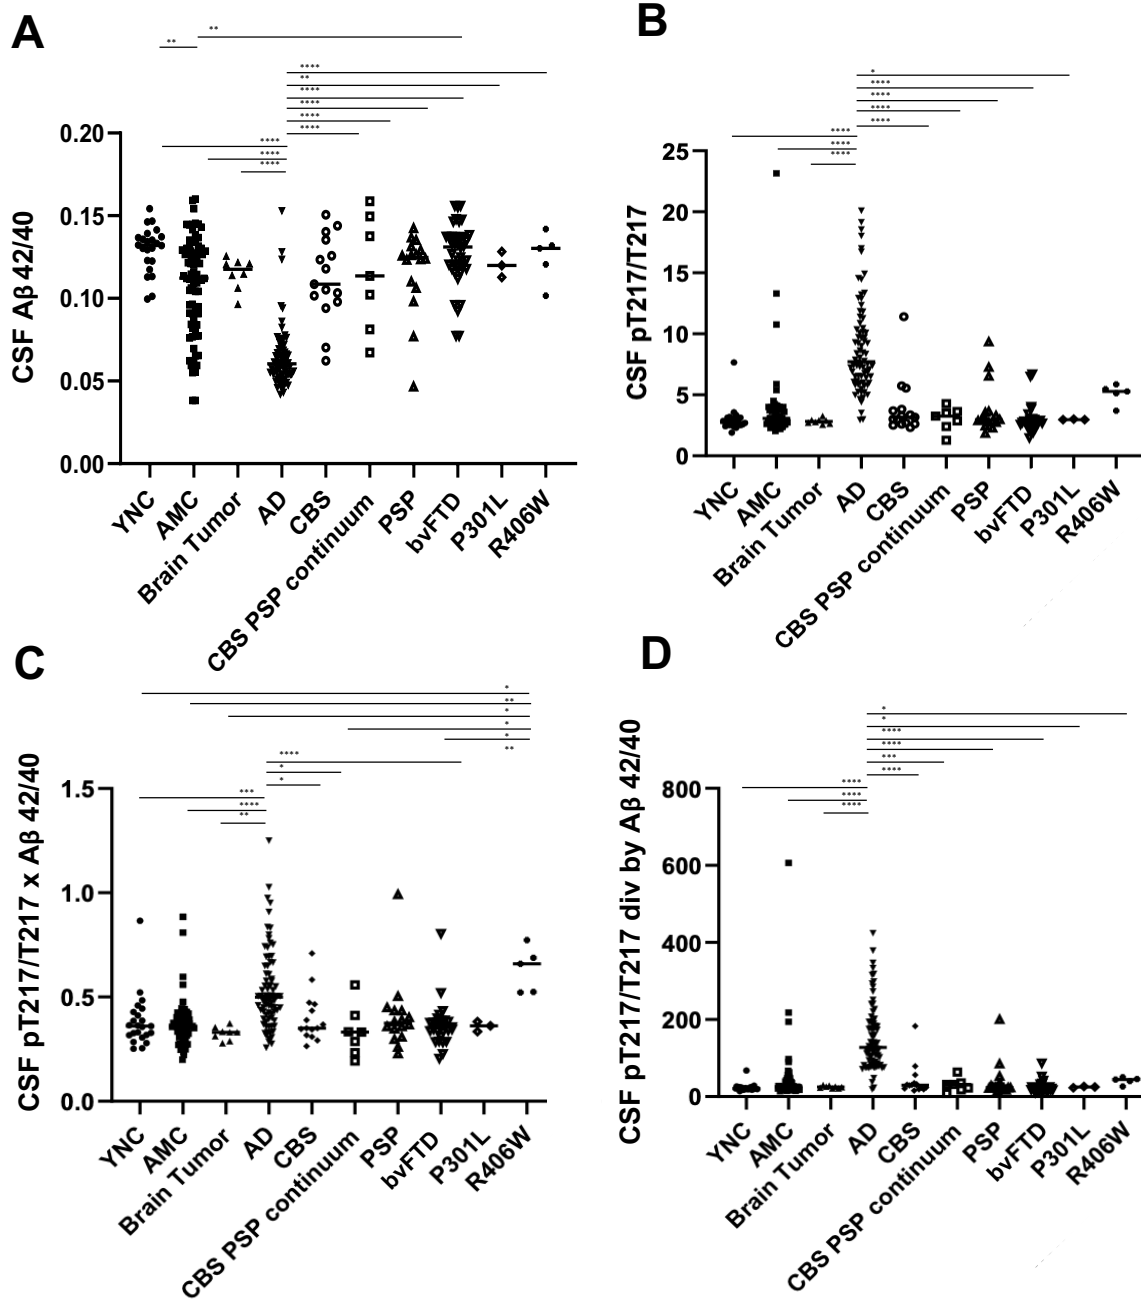 A
**
**
****
**
****
****
****
****
****
****
****
CSF Aβ 42/40
0.20
0.15
0.10
0.05
0.00
YNC
AMC
Brain Tumor
AD
CBS
CBS PSP continuum
PSP
bvFTD
P301L
R406W
B
*
****
****
****
****
****
****
****
CSF pT217/T217
25
20
15
10
5
0
YNC
AMC
Brain Tumor
AD
CBS
CBS PSP continuum
PSP
bvFTD
P301L
R406W
C
*
**
*
*
*
**
****
*
*
***
****
**
CSF pT217/T217 x Aβ 42/40
1.5
1.0
0.5
0.0
YNC
AMC
Brain Tumor
AD
CBS
CBS PSP continuum
PSP
bvFTD
P301L
R406W
D
*
*
****
****
***
****
****
****
****
CSF pT217/T217 div by Aβ 42/40
800
600
400
200
0
YNC
AMC
Brain Tumor
AD
CBS
CBS PSP continuum
PSP
bvFTD
P301L
R406W